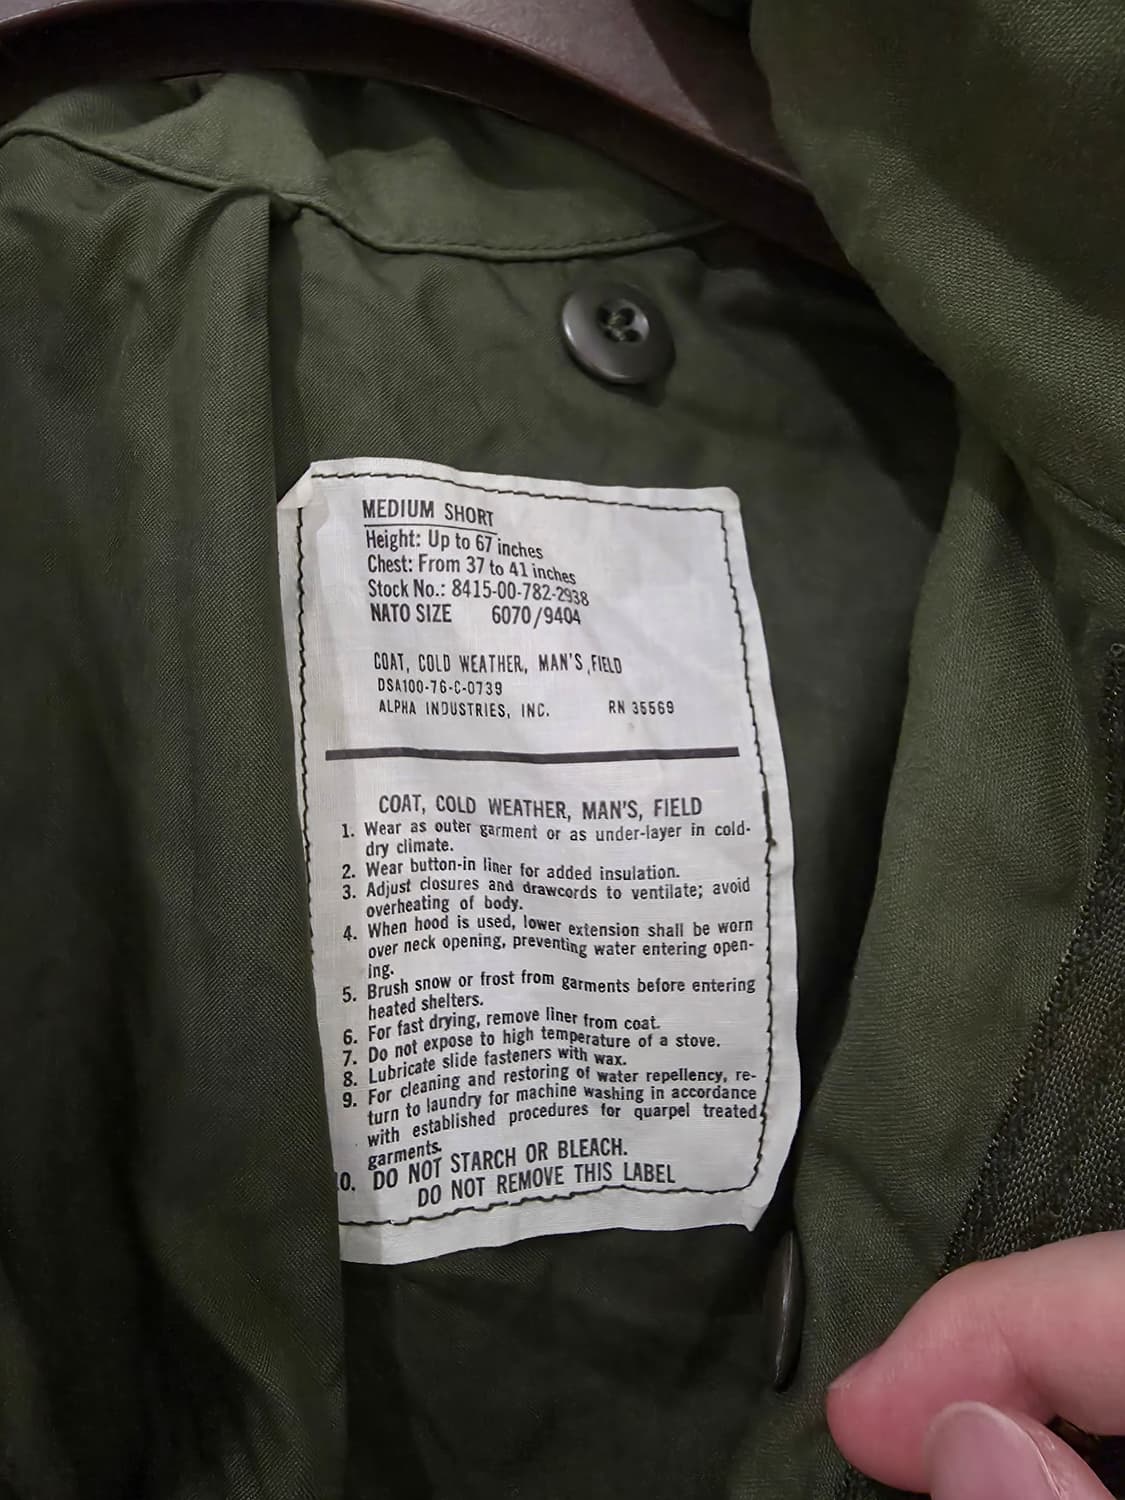 MEDIUM SHORT
Height: Up to 67 inches
Chest: From 37 to 41 inches
Stock No.: 8415-00-782-2938
NATO SIZE 6070/9404
COAT, COLD WEATHER, MAN'S, FIELD
DSA100-76-C-0739
ALPHA INDUSTRIES, INC. RN 35569
COAT, COLD WEATHER, MAN'S, FIELD
1. Wear as outer garment or as under-layer in cold-
dry climate.
2. Wear button-in liner for added insulation.
3. Adjust closures and drawcords to ventilate; avoid
overheating of body.
4. When hood is used, lower extension shall be worn
over neck opening, preventing water entering open-
ing.
5. Brush snow or frost from garments before entering
heated shelters.
6. For fast drying, remove liner from coat.
7. Do not expose to high temperature of a stove.
8. Lubricate slide fasteners with wax.
9. For cleaning and restoring of water repellency, re-
turn to laundry for machine washing in accordance
with established procedures for quarpel treated
garments.
10. DO NOT STARCH OR BLEACH.
DO NOT REMOVE THIS LABEL